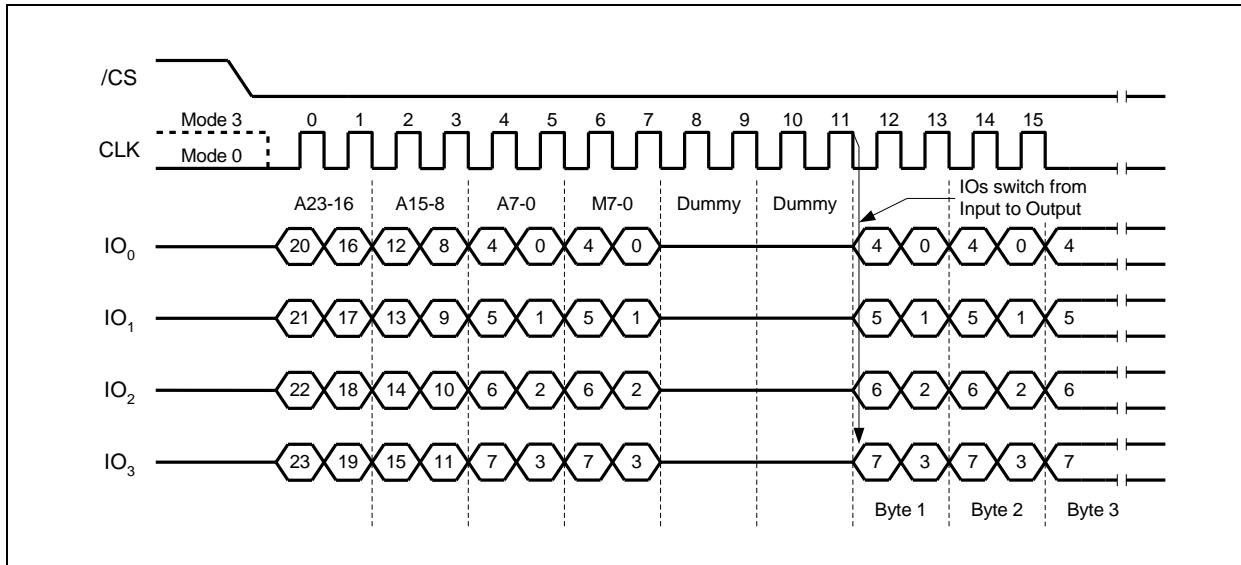 /CS
Mode 3 0 1 2 3 4 5 6 7 8 9 10 11 12 13 14 15
CLK
Mode 0
IOs switch from
Input to Output
A23-16 A15-8 A7-0 M7-0 Dummy Dummy
IO0 20 16 12 8 4 0 4 0 4 0 4 0 4
IO1 21 17 13 9 5 1 5 1 5 1 5 1 5
IO2 22 18 14 10 6 2 6 2 6 2 6 2 6
IO3 23 19 15 11 7 3 7 3 7 3 7 3 7
Byte 1 Byte 2 Byte 3